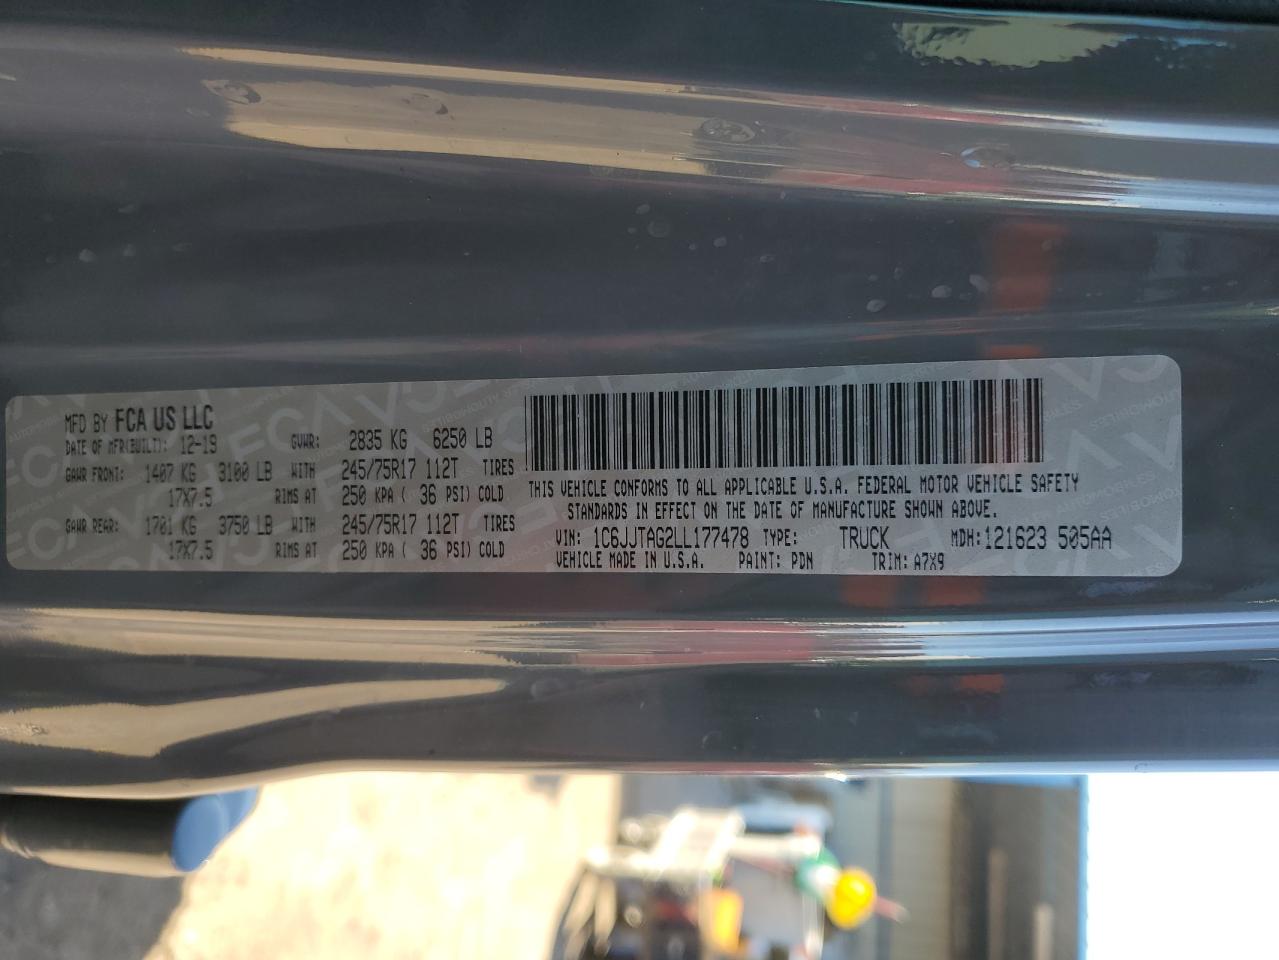 MFD BY FCA US LLC
DATE OF MFR(BUILT): 12-19 GVWR: 2835 KG 6250 LB
GAWR FRONT: 1407 KG 3100 LB WITH 245/75R17 112T TIRES
17X7.5 RIMS AT 250 KPA ( 36 PSI) COLD
GAWR REAR: 1701 KG 3750 LB WITH 245/75R17 112T TIRES
17X7.5 RIMS AT 250 KPA ( 36 PSI) COLD
THIS VEHICLE CONFORMS TO ALL APPLICABLE U.S.A. FEDERAL MOTOR VEHICLE SAFETY
STANDARDS IN EFFECT ON THE DATE OF MANUFACTURE SHOWN ABOVE.
VIN: 1C6JJTAG2LL177478 TYPE: TRUCK MDH: 121623 505AA
VEHICLE MADE IN U.S.A. PAINT: PDN TRIM: A7X9